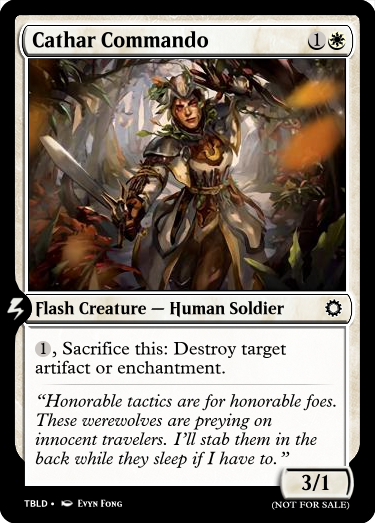 Cathar Commando 1
Flash Creature — Human Soldier
1, Sacrifice this: Destroy target
artifact or enchantment.
“Honorable tactics are for honorable foes.
These werewolves are preying on
innocent travelers. I’ll stab them in the
back while they sleep if I have to.”
3/1
TBLD • Evyn Fong (NOT FOR SALE)